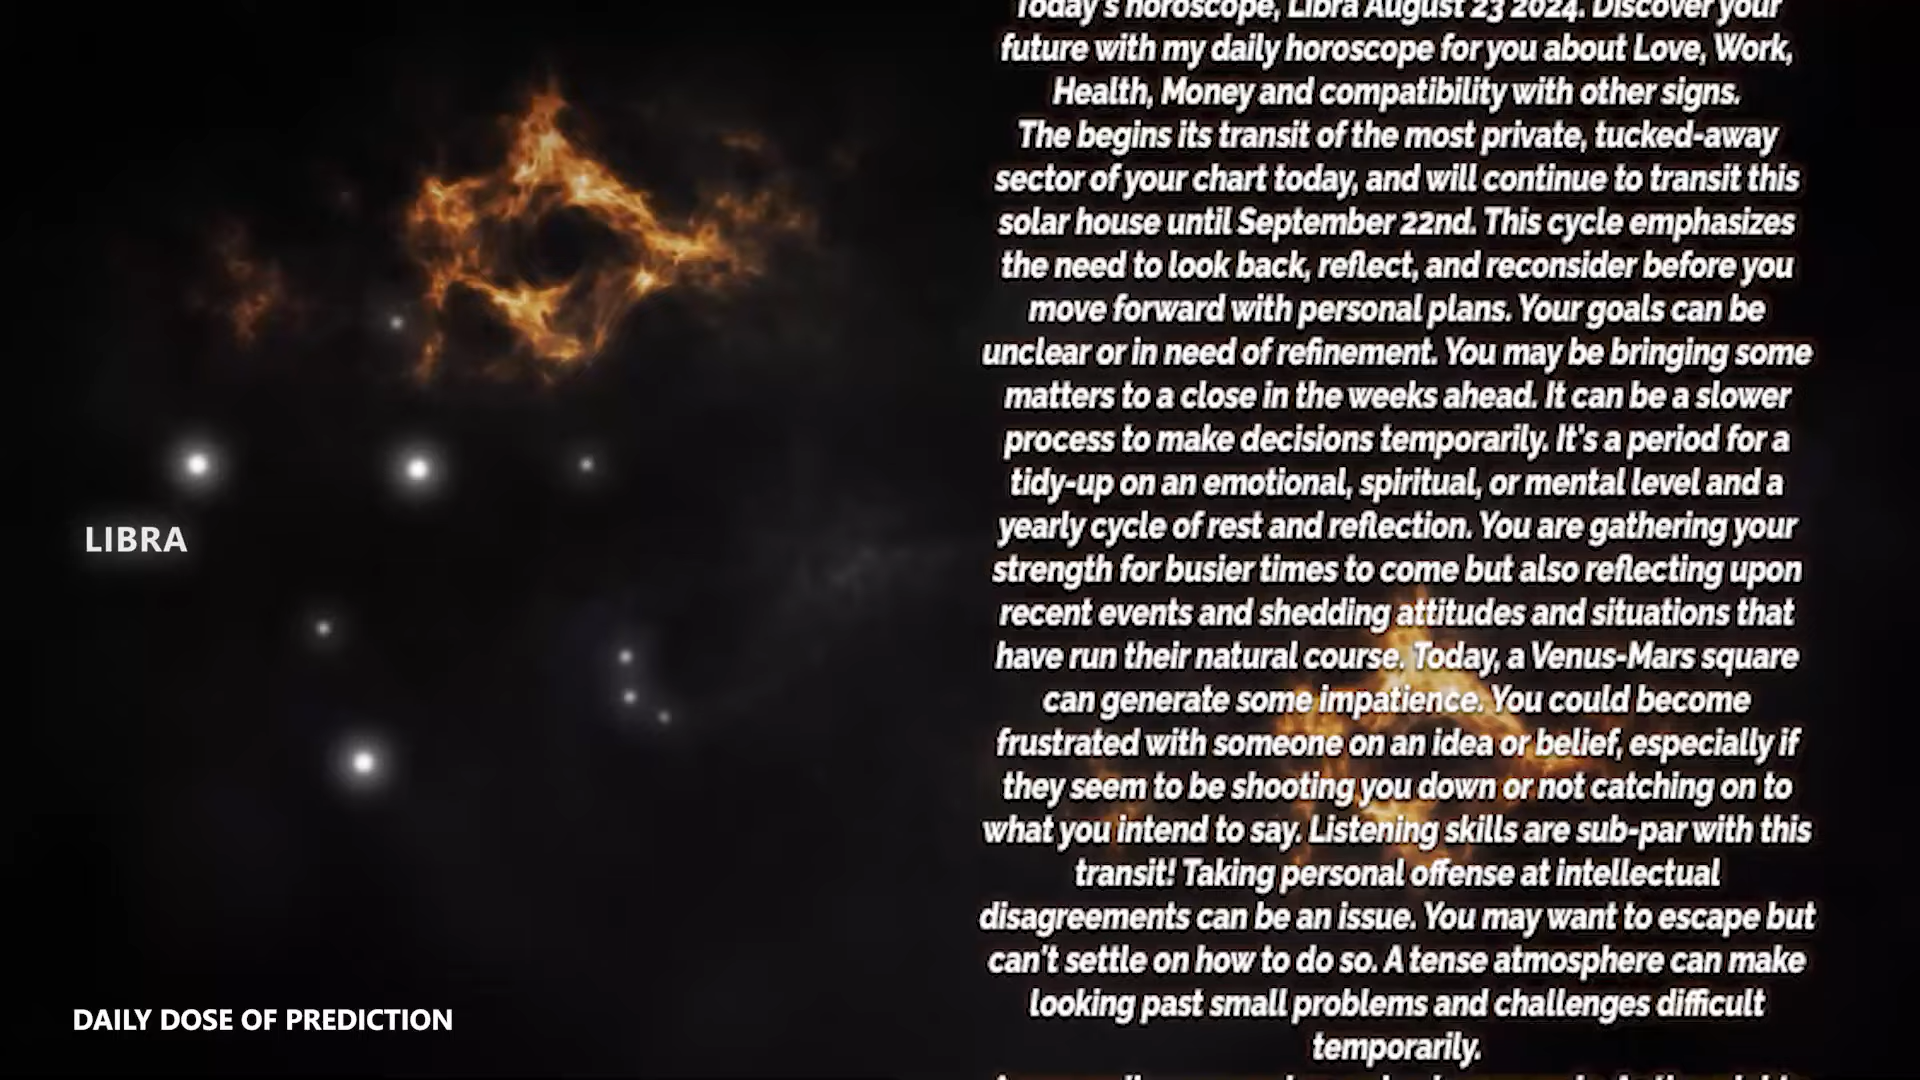 Today's horoscope, Libra August 23 2024. Discover your
future with my daily horoscope for you about Love, Work,
Health, Money and compatibility with other signs.
The begins its transit of the most private, tucked-away
sector of your chart today, and will continue to transit this
solar house until September 22nd. This cycle emphasizes
the need to look back, reflect, and reconsider before you
move forward with personal plans. Your goals can be
unclear or in need of refinement. You may be bringing some
matters to a close in the weeks ahead. It can be a slower
process to make decisions temporarily. It's a period for a
tidy-up on an emotional, spiritual, or mental level and a
yearly cycle of rest and reflection. You are gathering your
strength for busier times to come but also reflecting upon
recent events and shedding attitudes and situations that
have run their natural course. Today, a Venus-Mars square
can generate some impatience. You could become
frustrated with someone on an idea or belief, especially if
they seem to be shooting you down or not catching on to
what you intend to say. Listening skills are sub-par with this
transit! Taking personal offense at intellectual
disagreements can be an issue. You may want to escape but
can't settle on how to do so. A tense atmosphere can make
looking past small problems and challenges difficult
temporarily.
LIBRA
DAILY DOSE OF PREDICTION